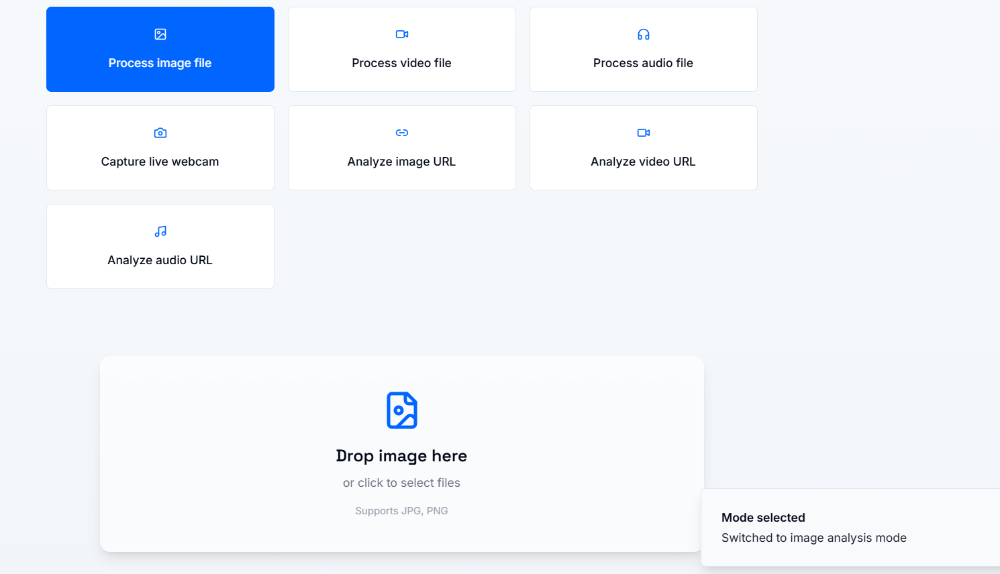 Process image file
Process video file
Process audio file
Capture live webcam
Analyze image URL
Analyze video URL
Analyze audio URL
Drop image here
or click to select files
Supports JPG, PNG
Mode selected
Switched to image analysis mode